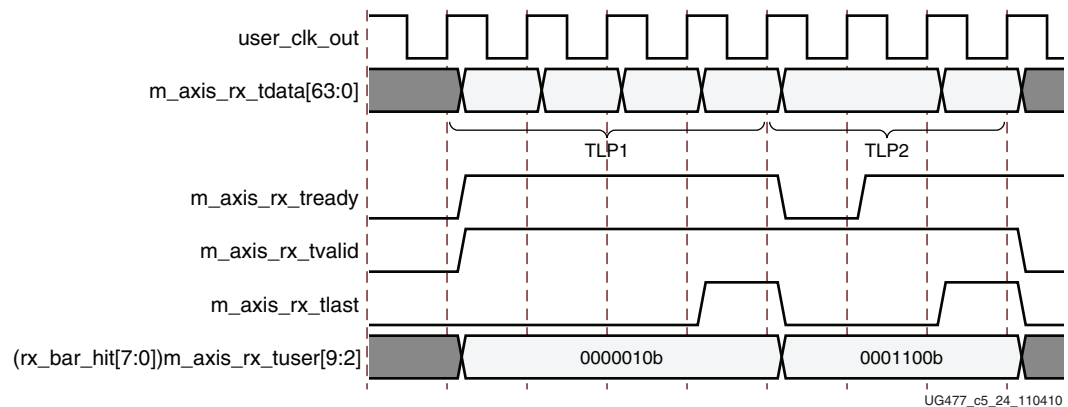 user_clk_out
m_axis_rx_tdata[63:0]
TLP1 TLP2
m_axis_rx_tready
m_axis_rx_tvalid
m_axis_rx_tlast
(rx_bar_hit[7:0])m_axis_rx_tuser[9:2] 0000010b 0001100b
UG477_c5_24_110410